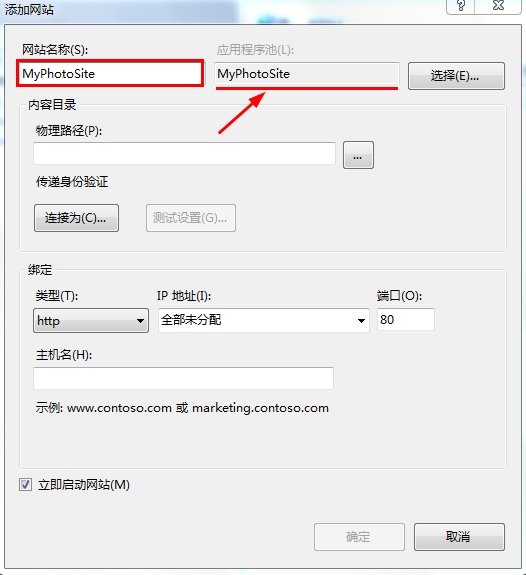 添加网站
?
网站名称(S):
应用程序池(L):
MyPhotoSite
MyPhotoSite
选择(E)...
内容目录
物理路径(P):
...
传递身份验证
连接为(C)...
测试设置(G)...
绑定
类型(T):
IP 地址(I):
端口(O):
http
全部未分配
80
主机名(H):
示例: www.contoso.com 或 marketing.contoso.com
立即启动网站(M)
确定
取消